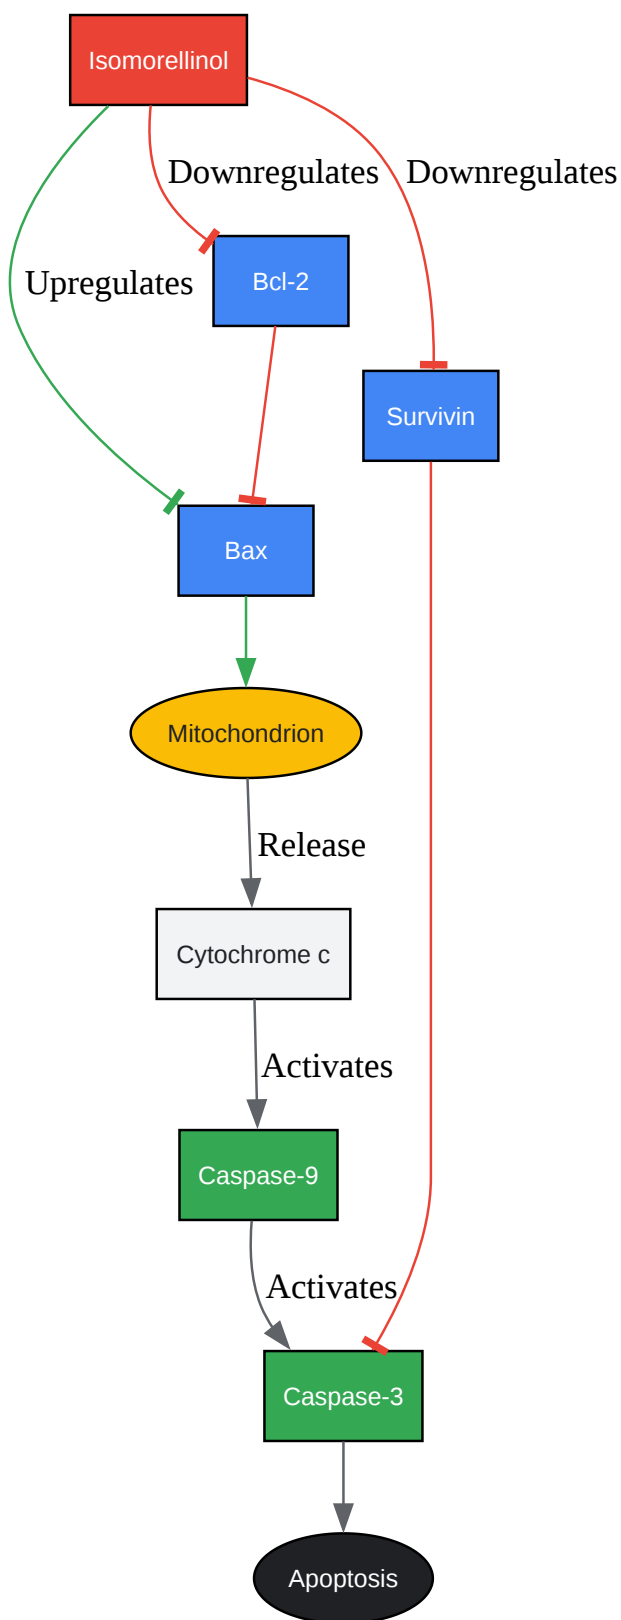 Isomorellinol
Downregulates
Downregulates
Upregulates
Bcl-2
Survivin
Bax
Mitochondrion
Release
Cytochrome c
Activates
Caspase-9
Activates
Caspase-3
Apoptosis